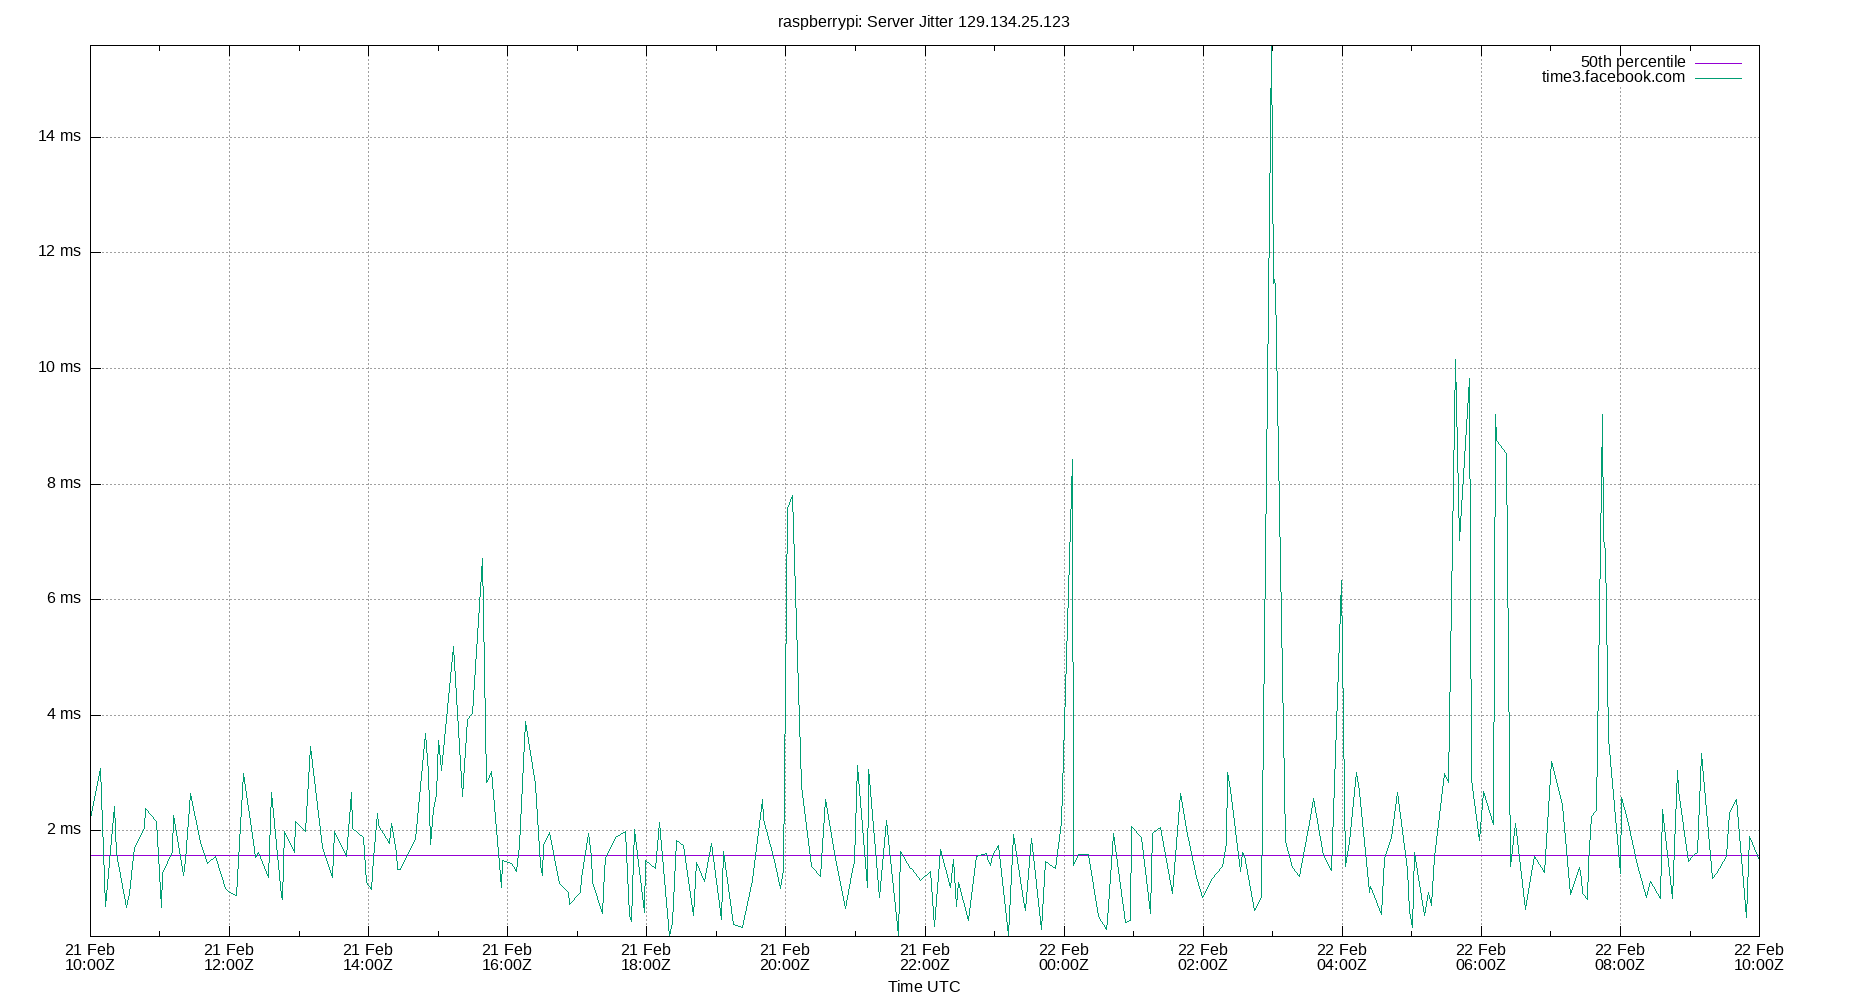 raspberrypi: Server Jitter 129.134.25.123
50th percentile
time3.facebook.com
14 ms
12 ms
10 ms
8 ms
6 ms
4 ms
2 ms
21 Feb 21 Feb 21 Feb 21 Feb 21 Feb 21 Feb 21 Feb 22 Feb 22 Feb 22 Feb 22 Feb 22 Feb 22 Feb
10:00Z 12:00Z 14:00Z 16:00Z 18:00Z 20:00Z 22:00Z 00:00Z 02:00Z 04:00Z 06:00Z 08:00Z 10:00Z
Time UTC